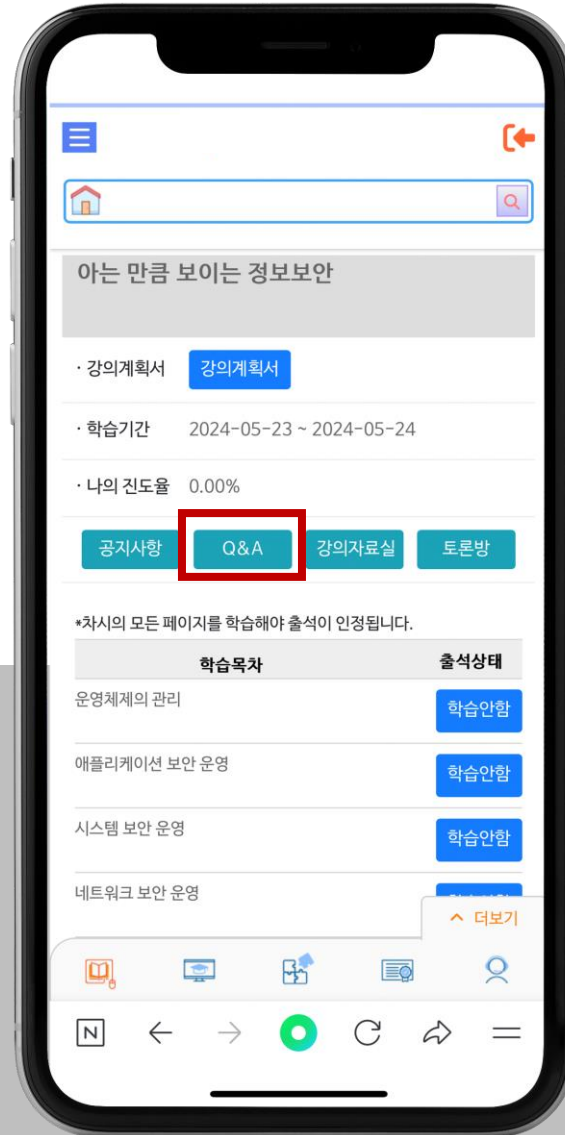 아는 만큼 보이는 정보보안
· 강의계획서 강의계획서
· 학습기간 2024-05-23 ~ 2024-05-24
· 나의 진도율 0.00%
공지사항 Q&A 강의자료실 토론방
*차시의 모든 페이지를 학습해야 출석이 인정됩니다.
학습목차 출석상태
운영체제의 관리 학습안함
애플리케이션 보안 운영 학습안함
시스템 보안 운영 학습안함
네트워크 보안 운영
더보기
N